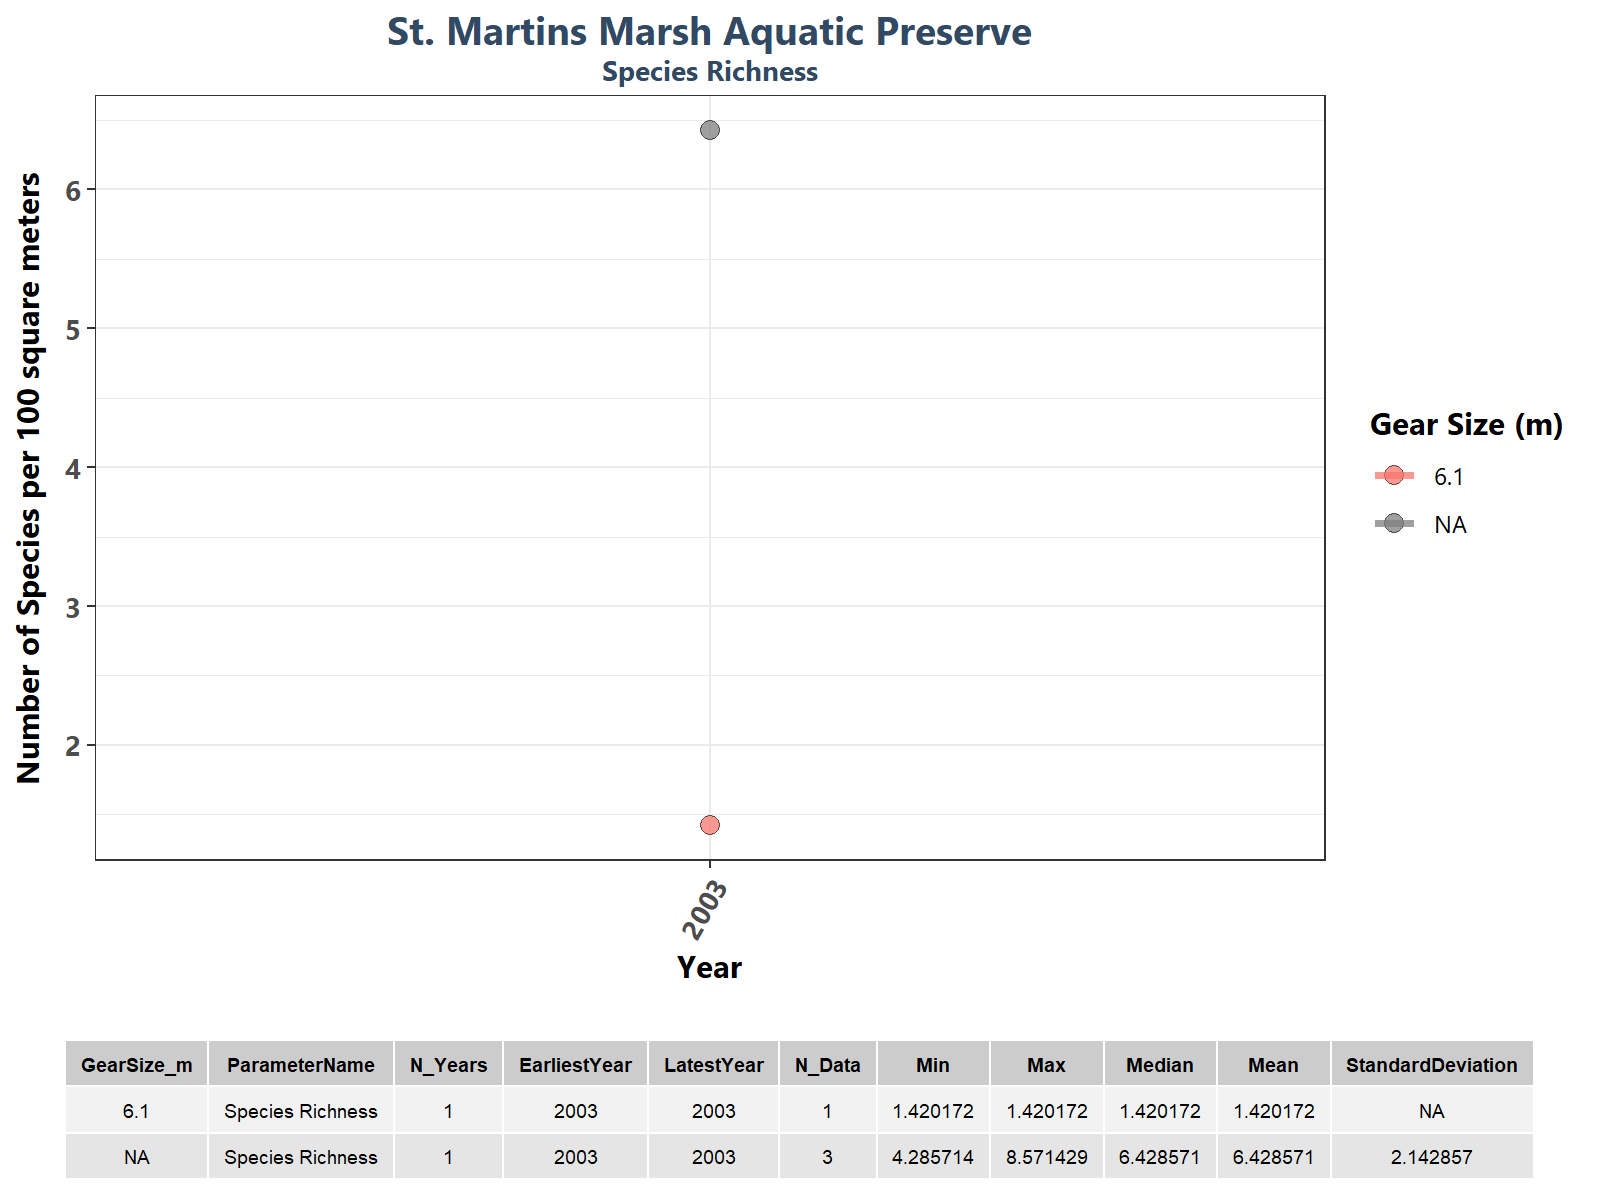 St. Martins Marsh Aquatic Preserve
Species Richness
Number of Species per 100 square meters
6
5
4
3
2
2003
Year
Gear Size (m)
6.1
NA
GearSize_m ParameterName N_Years EarliestYear LatestYear N_Data Min Max Median Mean StandardDeviation
6.1 Species Richness 1 2003 2003 1 1.420172 1.420172 1.420172 1.420172 NA
NA Species Richness 1 2003 2003 3 4.285714 8.571429 6.428571 6.428571 2.142857